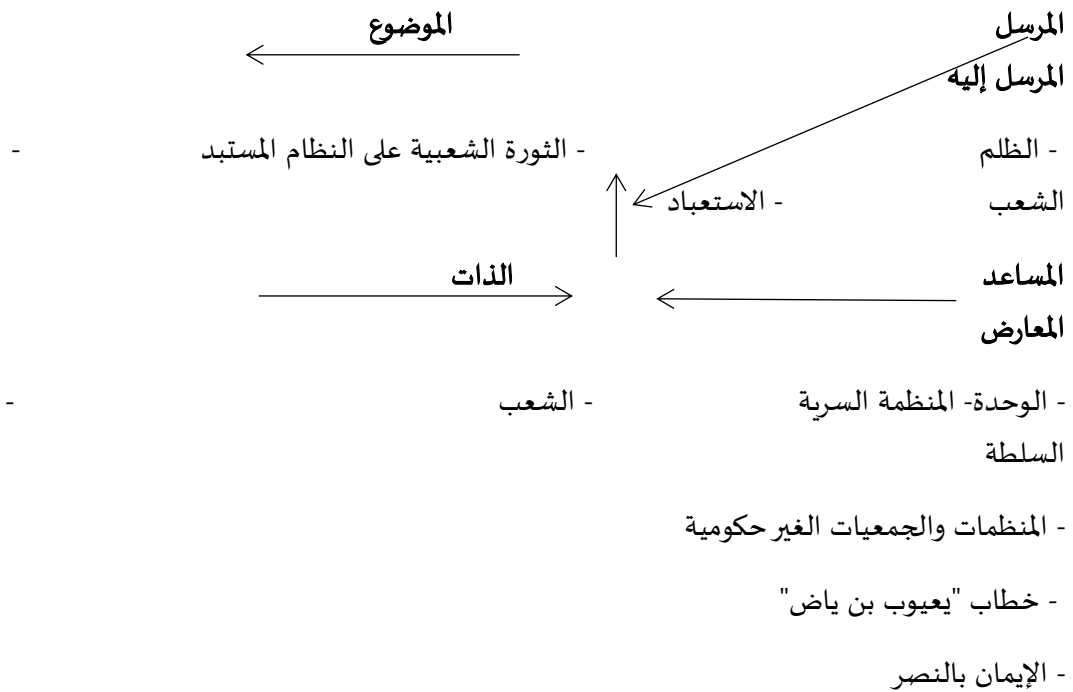 المرسل الموضوع
المرسل إليه
- الظلم - الثورة الشعبية على النظام المستبد -
الشعب - الاستعباد
المساعد الذات
المعارض
- الوحدة- المنظمة السرية - الشعب -
السلطة
- المنظمات والجمعيات الغير حكومية
- خطاب "يعيوب بن ياض"
- الإيمان بالنصر